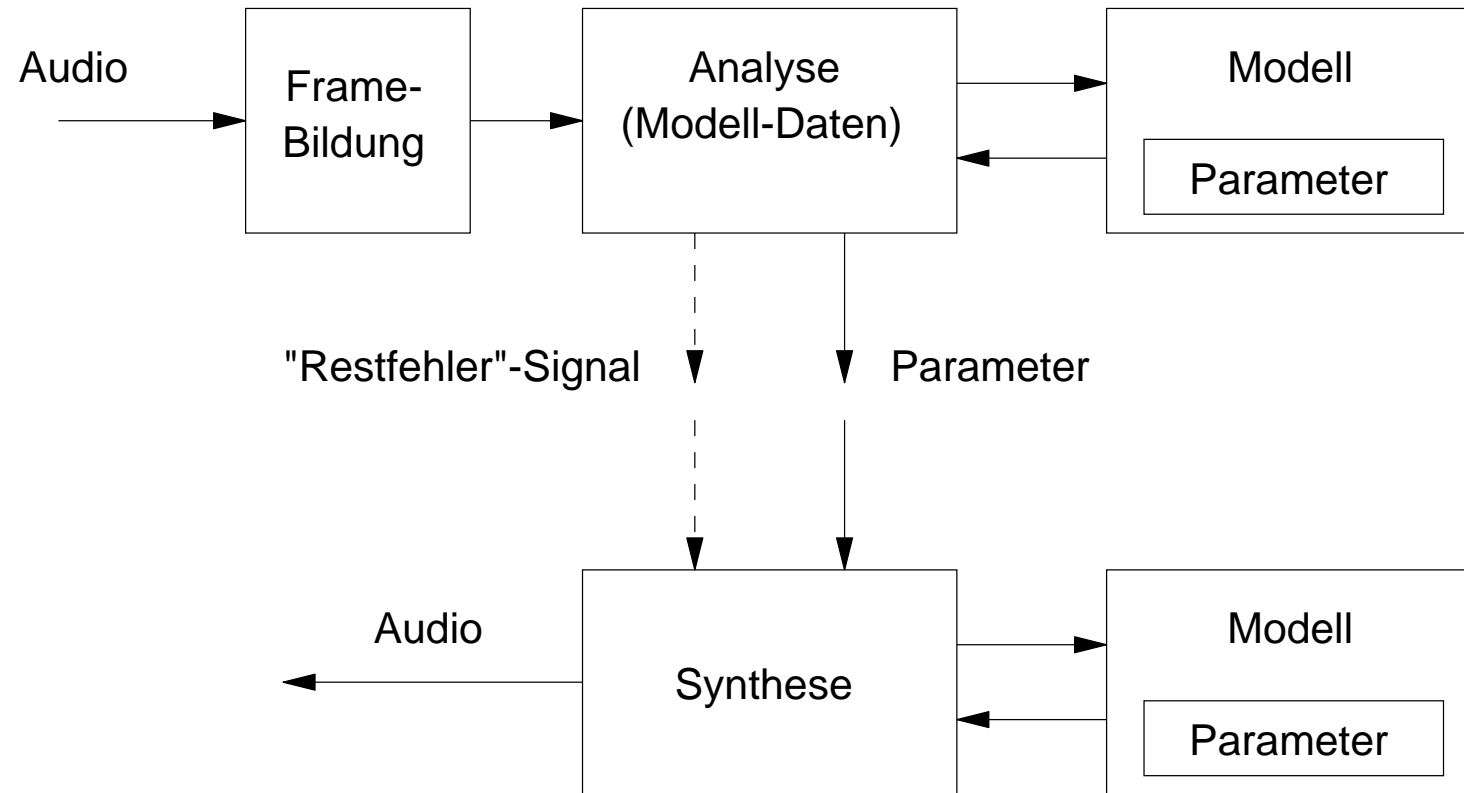 Audio
Frame-
Bildung
Analyse
(Modell-Daten)
Modell
Parameter
"Restfehler"-Signal
Parameter
Audio
Synthese
Modell
Parameter